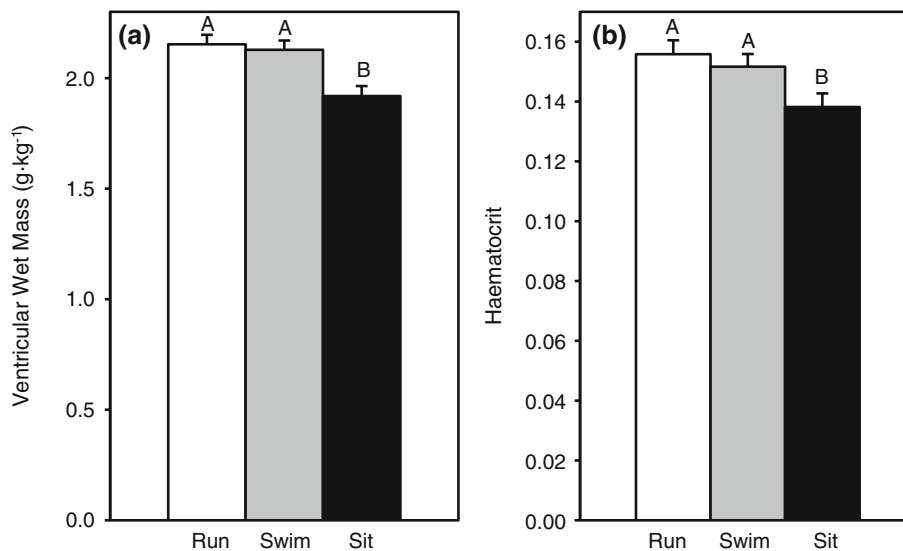 (a)
A
A
B
2.0
1.5
1.0
0.5
0.0
Ventricular Wet Mass (g·kg⁻¹)
Run Swim Sit
(b)
A
A
B
0.16
0.14
0.12
0.10
0.08
0.06
0.04
0.02
0.00
Haematocrit
Run Swim Sit